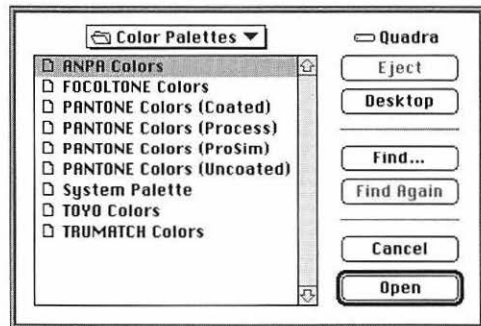 Color Palettes
ANPA Colors
FOCOLTONE Colors
PANTONE Colors (Coated)
PANTONE Colors (Process)
PANTONE Colors (ProSim)
PANTONE Colors (Uncoated)
System Palette
TOYO Colors
TRUMATCH Colors
Quadra
Eject
Desktop
Find...
Find Again
Cancel
Open